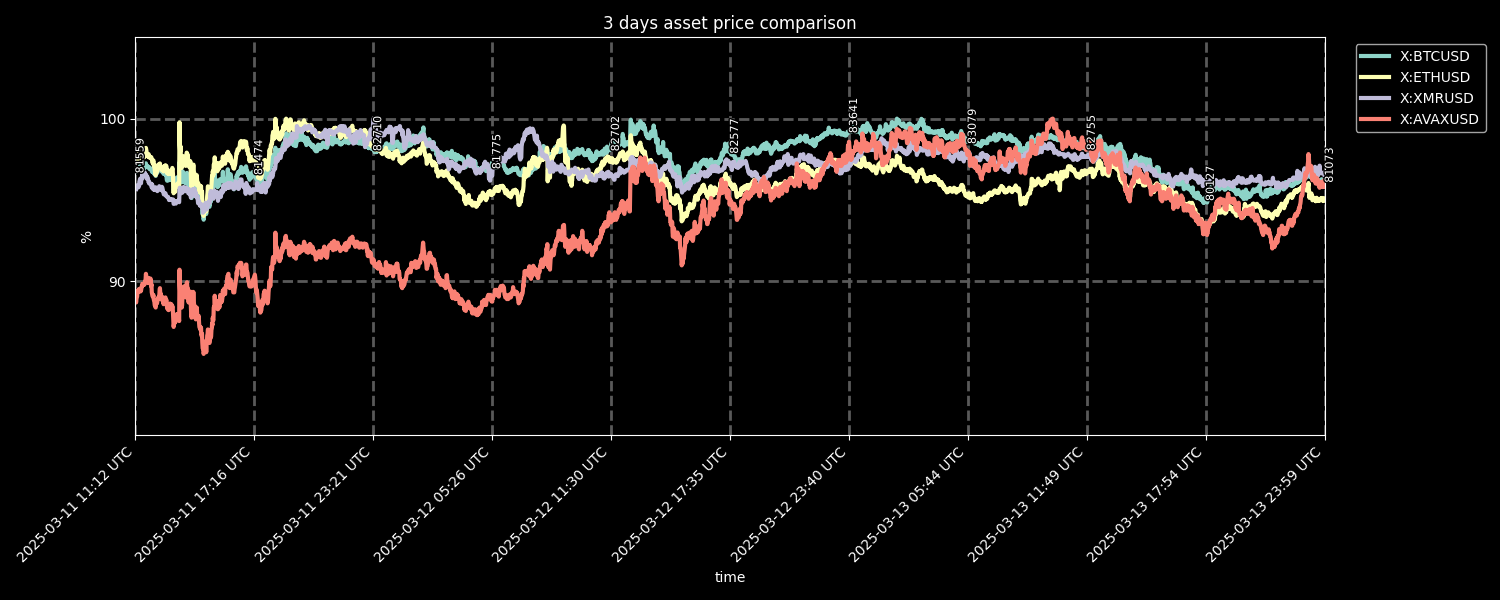 3 days asset price comparison
X:BTCUSD
X:ETHUSD
X:XMRUSD
X:AVAXUSD
100
90
%
81474
82710
81775
82702
82577
83641
83079
82755
80127
81073
2025-03-11 11:12 UTC
2025-03-11 17:16 UTC
2025-03-11 23:21 UTC
2025-03-12 05:26 UTC
2025-03-12 11:30 UTC
2025-03-12 17:35 UTC
2025-03-12 23:40 UTC
2025-03-13 05:44 UTC
2025-03-13 11:49 UTC
2025-03-13 17:54 UTC
2025-03-13 23:59 UTC
time